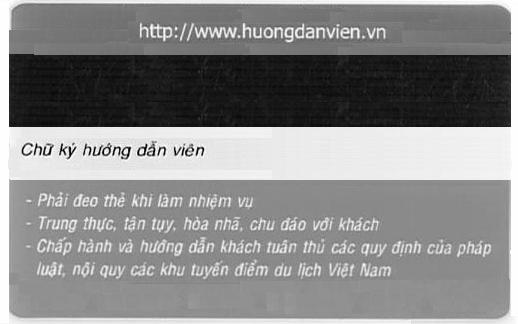 http://www.huongdanvien.vn
Chữ ký hướng dẫn viên
- Phải đeo thẻ khi làm nhiệm vụ
- Trung thực, tận tụy, hòa nhã, chu đáo với khách
- Chấp hành và hướng dẫn khách tuân thủ các quy định của pháp
luật, nội quy các khu tuyến điểm du lịch Việt Nam